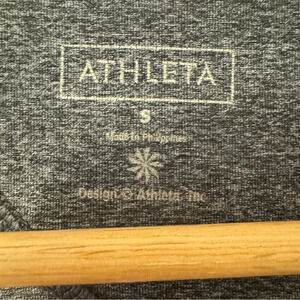 ATHLETA
S
Made in Philippines
Design © Athleta, Inc.